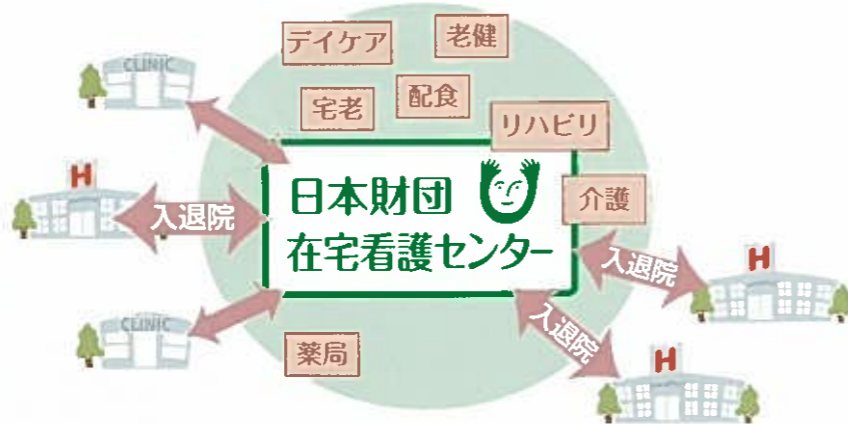 デイケア
老健
CLINIC
宅老
配食
リハビリ
H
日本財団
入退院
介護
在宅看護センター
H
入退院
CLINIC
入退院
薬局
H